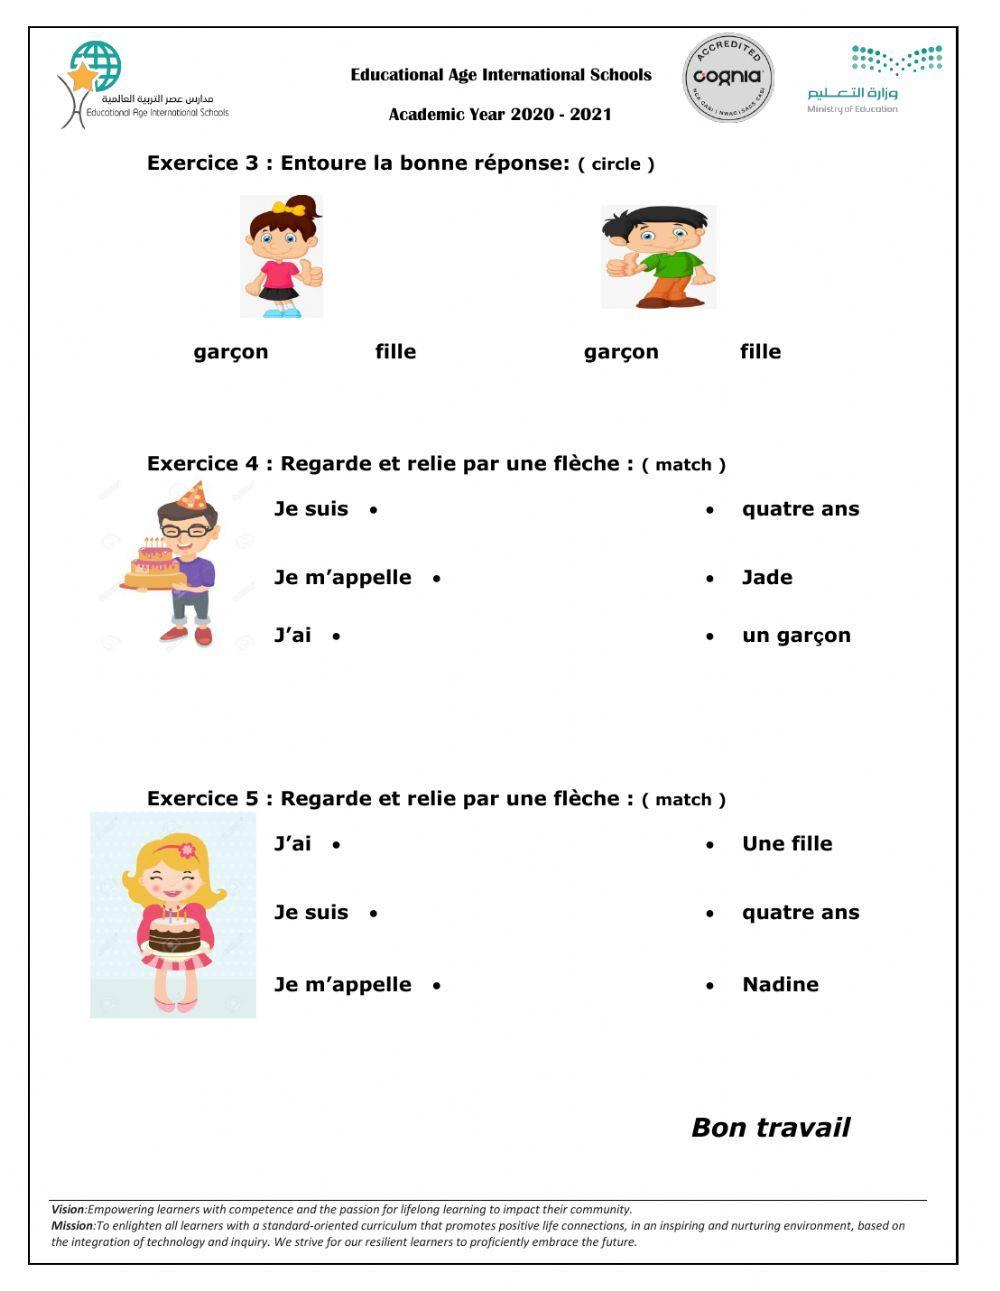 مدارس عصر التربية العالمية
Educational Age International Schools
Educational Age International Schools
Academic Year 2020 - 2021
ACCREDITED
cognia
NCA CASI | NWAC | SACS CASI
وزارة التعليم
Ministry of Education
Exercice 3 : Entoure la bonne réponse: ( circle )
garçon fille garçon fille
Exercice 4 : Regarde et relie par une flèche : ( match )
Je suis • • quatre ans
Je m’appelle • • Jade
J’ai • • un garçon
Exercice 5 : Regarde et relie par une flèche : ( match )
J’ai • • Une fille
Je suis • • quatre ans
Je m’appelle • • Nadine
Bon travail
Vision:Empowering learners with competence and the passion for lifelong learning to impact their community.
Mission:To enlighten all learners with a standard-oriented curriculum that promotes positive life connections, in an inspiring and nurturing environment, based on
the integration of technology and inquiry. We strive for our resilient learners to proficiently embrace the future.